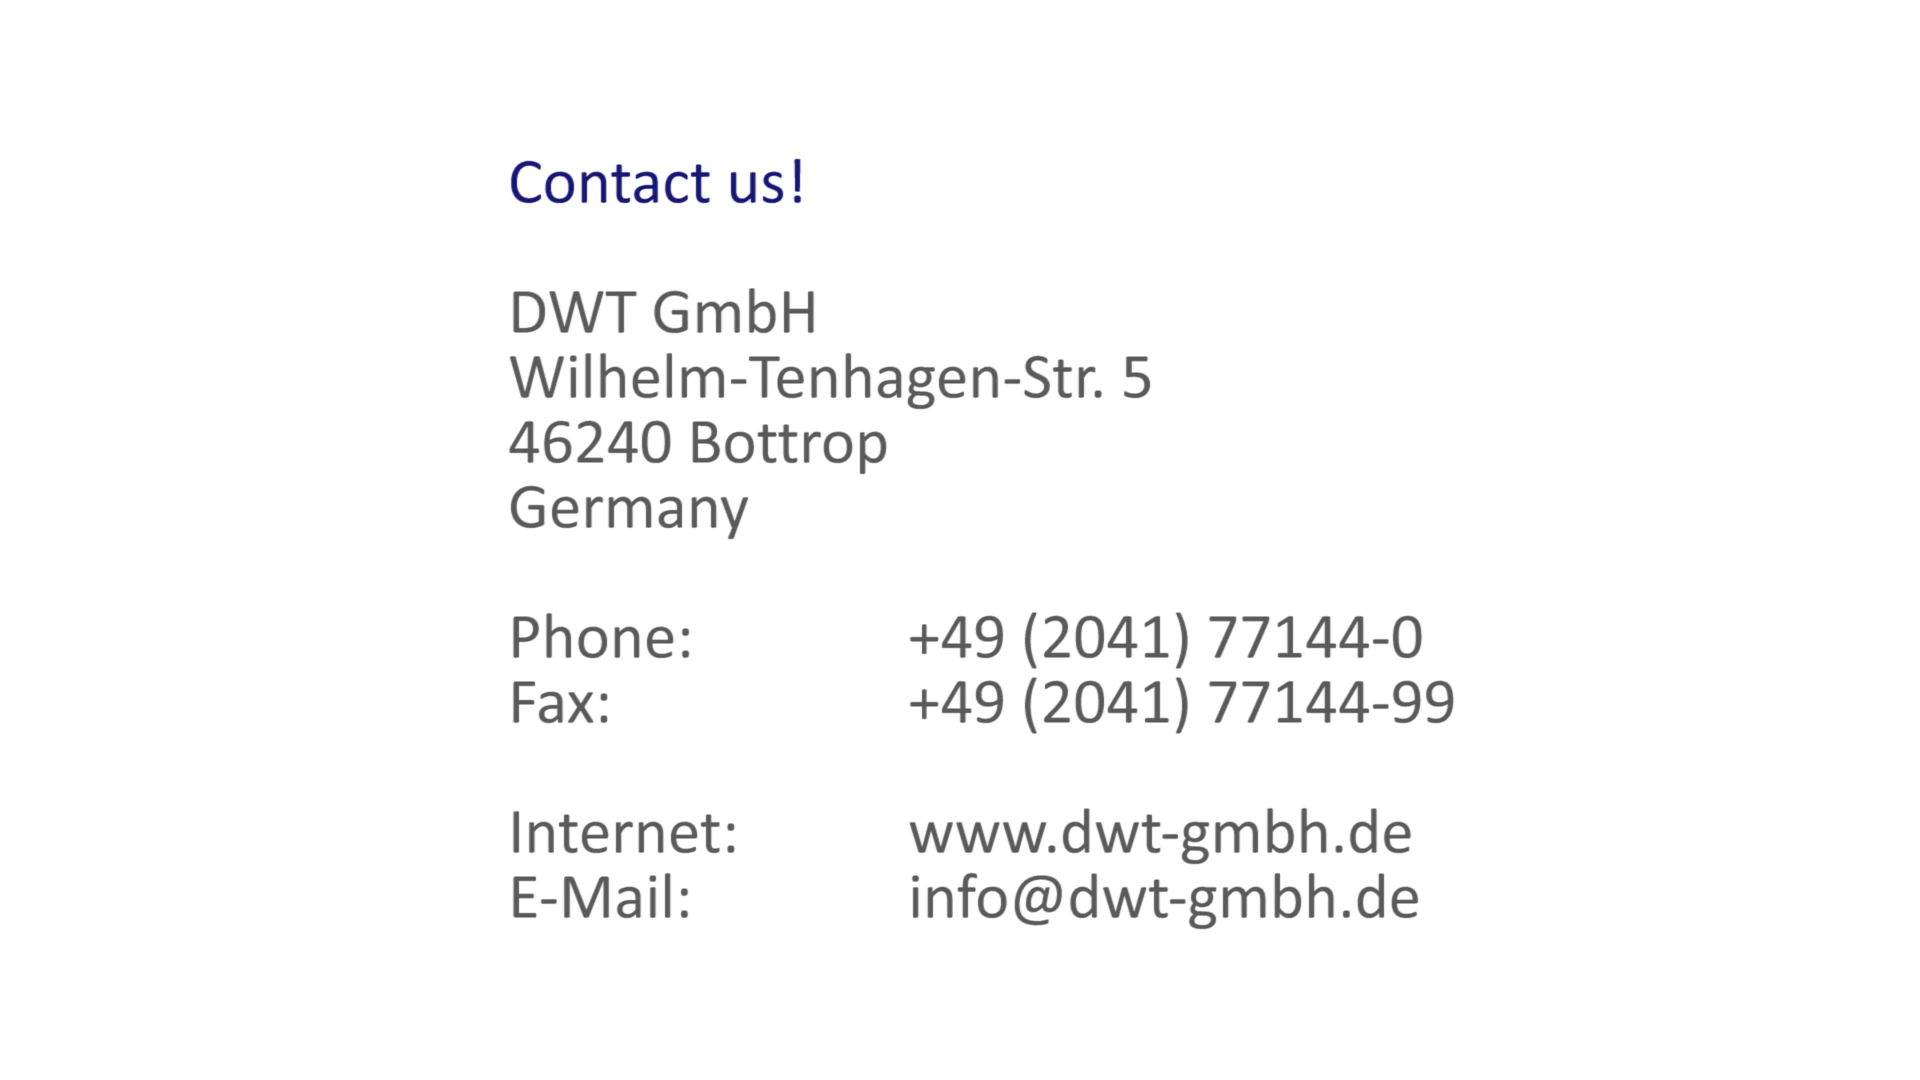 Contact us!
DWT GmbH
Wilhelm-Tenhagen-Str. 5
46240 Bottrop
Germany
Phone: +49 (2041) 77144-0
Fax: +49 (2041) 77144-99
Internet: www.dwt-gmbh.de
E-Mail: info@dwt-gmbh.de